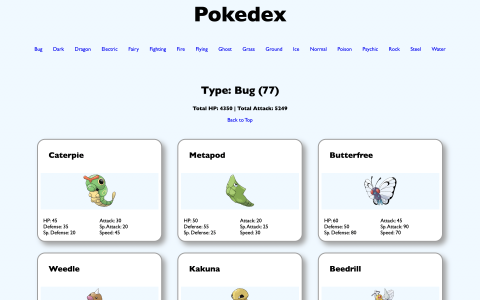 Pokedex
Bug Dark Dragon Electric Fairy Fighting Fire Flying Ghost Grass Ground Ice Normal Poison Psychic Rock Steel Water
Type: Bug (77)
Total HP: 4350 | Total Attack: 5249
Back to Top
Caterpie Metapod Butterfree
HP: 45 Attack: 30 HP: 50 Attack: 20 HP: 60 Attack: 45
Defense: 35 Sp. Attack: 20 Defense: 55 Sp. Attack: 25 Defense: 50 Sp. Attack: 90
Sp. Defense: 20 Speed: 45 Sp. Defense: 25 Speed: 30 Sp. Defense: 80 Speed: 70
Weedle Kakuna Beedrill